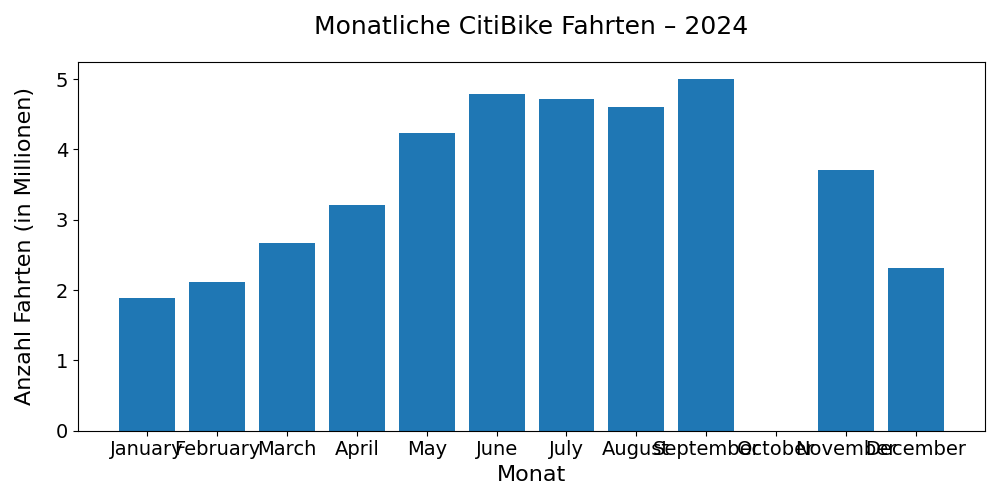 Monatliche CitiBike Fahrten – 2024
Anzahl Fahrten (in Millionen)
5
4
3
2
1
0
January February March April May June July August September October November December
Monat